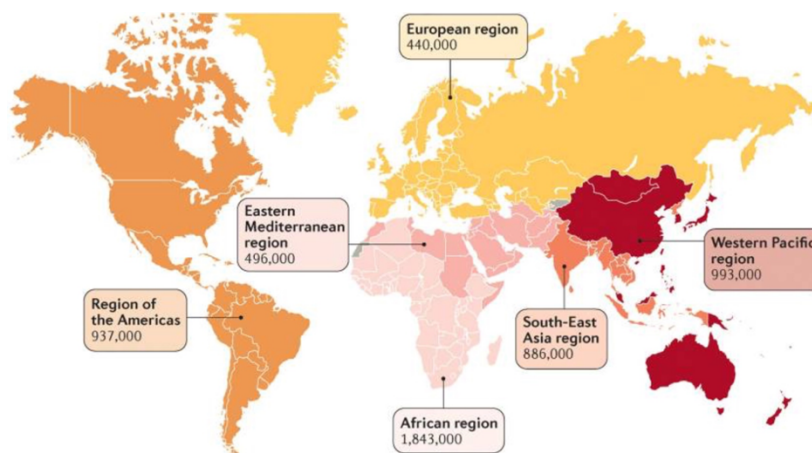 European region
440,000
Eastern
Mediterranean
region
496,000
Western Pacific
region
993,000
Region of
the Americas
937,000
South-East
Asia region
886,000
African region
1,843,000